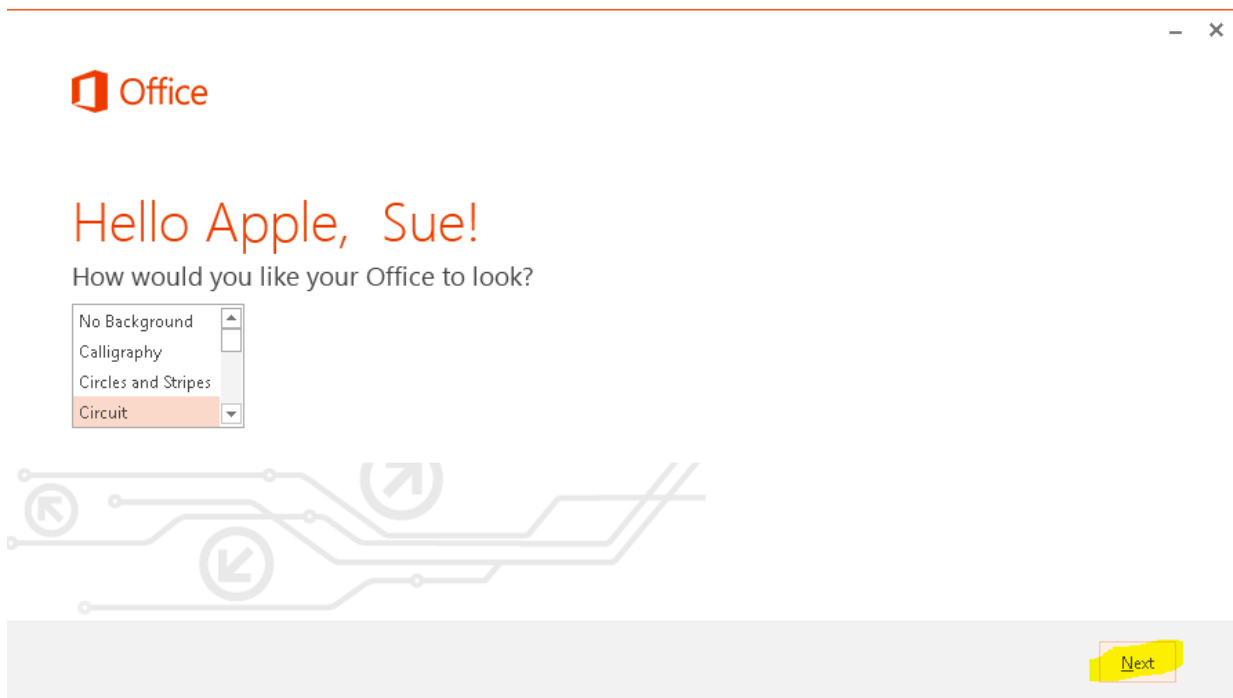 Office
Hello Apple, Sue!
How would you like your Office to look?
No Background
Calligraphy
Circles and Stripes
Circuit
Next